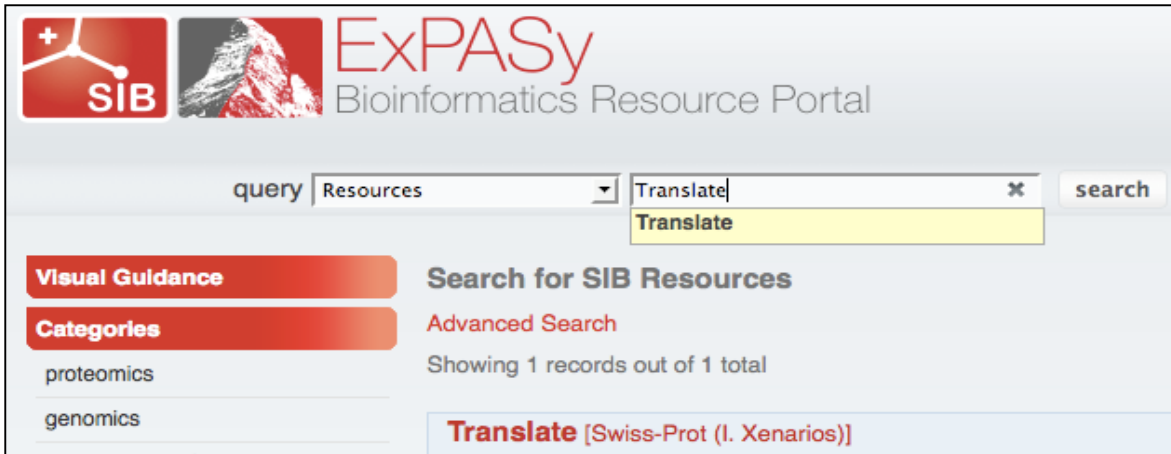 SIB
ExPASy
Bioinformatics Resource Portal
query Resources Translate search
Translate
Visual Guidance
Categories
proteomics
genomics
Search for SIB Resources
Advanced Search
Showing 1 records out of 1 total
Translate [Swiss-Prot (I. Xenarios)]